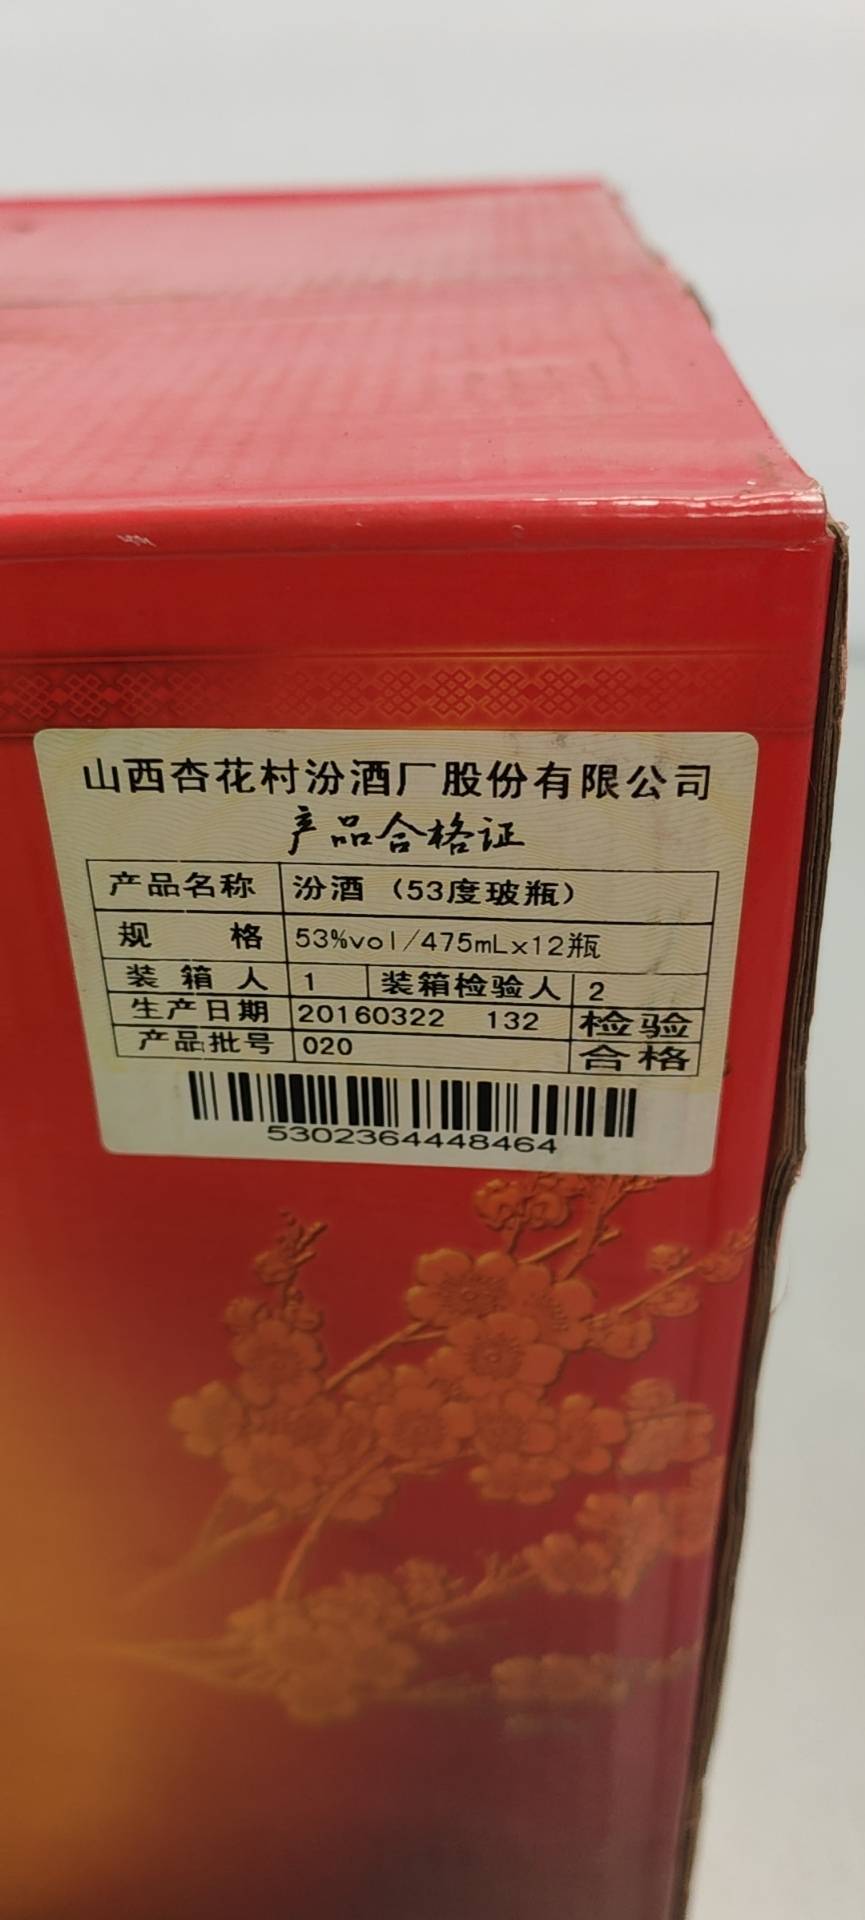 山西杏花村汾酒厂股份有限公司
产品合格证
产品名称 汾酒（53度玻瓶）
规 格 53%vol/475mLx12瓶
装 箱 人 1 装箱检验人 2
生产日期 20160322 132 检验
产品批号 020 合格
5302364448464